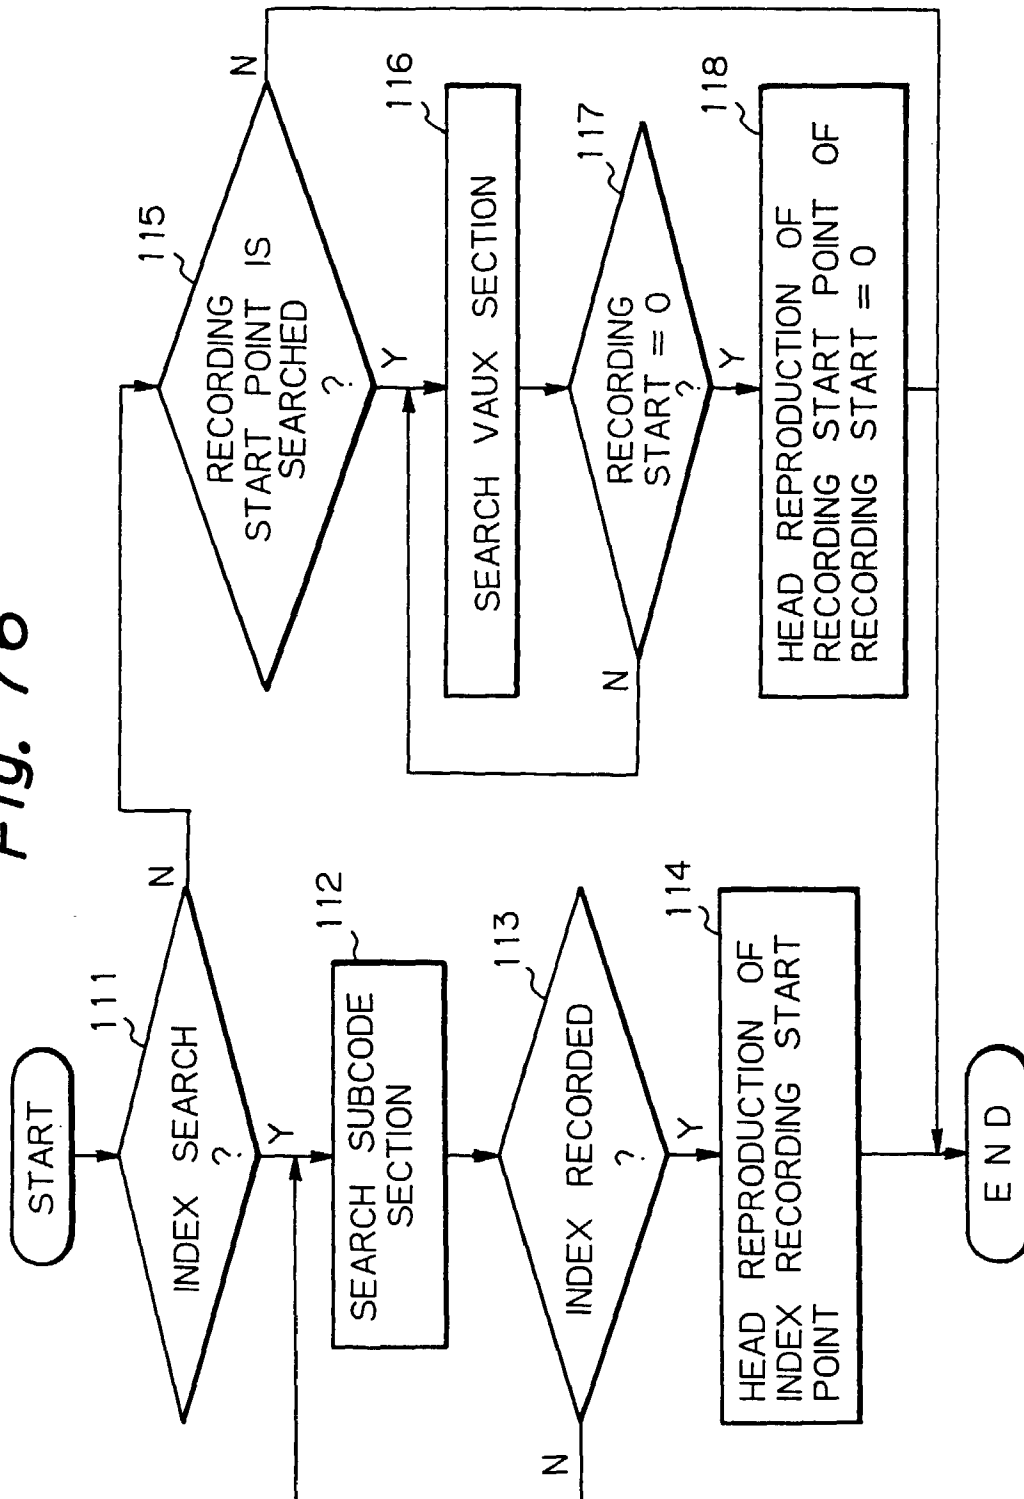 Fig. 76
START
111
INDEX SEARCH
?
N
Y
112
SEARCH SUBCODE
SECTION
113
INDEX RECORDED
?
N
Y
114
HEAD REPRODUCTION OF
INDEX RECORDING START
POINT
END
115
RECORDING
START POINT IS
SEARCHED
?
N
Y
116
SEARCH VAUX SECTION
117
RECORDING
START = 0
?
N
Y
118
HEAD REPRODUCTION OF
RECORDING START POINT OF
RECORDING START = 0